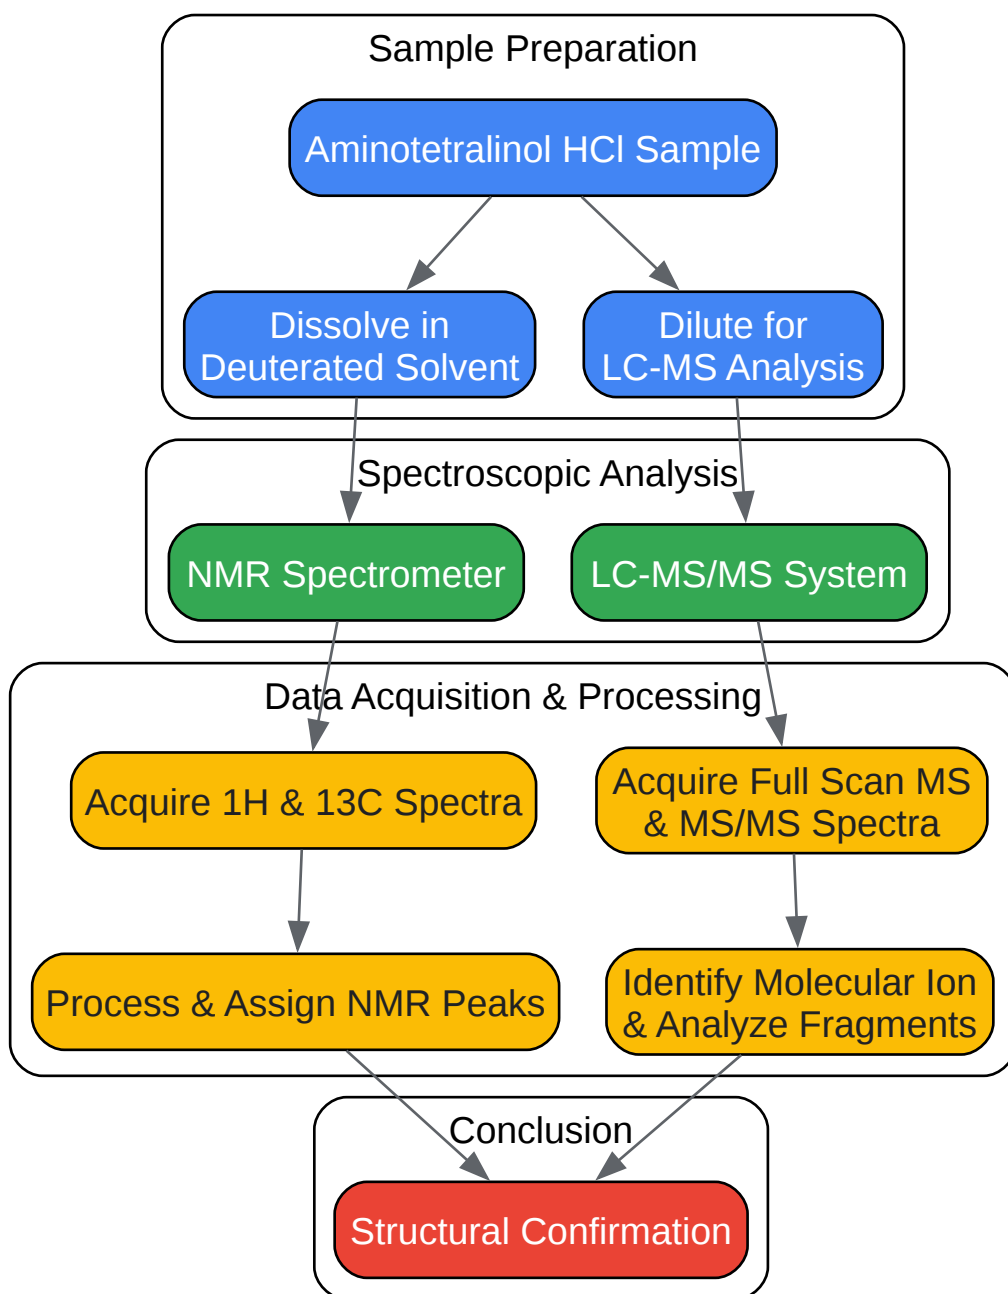 Sample Preparation
Aminotetralinol HCl Sample
Dissolve in
Deuterated Solvent
Dilute for
LC-MS Analysis
Spectroscopic Analysis
NMR Spectrometer
LC-MS/MS System
Data Acquisition & Processing
Acquire 1H & 13C Spectra
Acquire Full Scan MS
& MS/MS Spectra
Process & Assign NMR Peaks
Identify Molecular Ion
& Analyze Fragments
Conclusion
Structural Confirmation